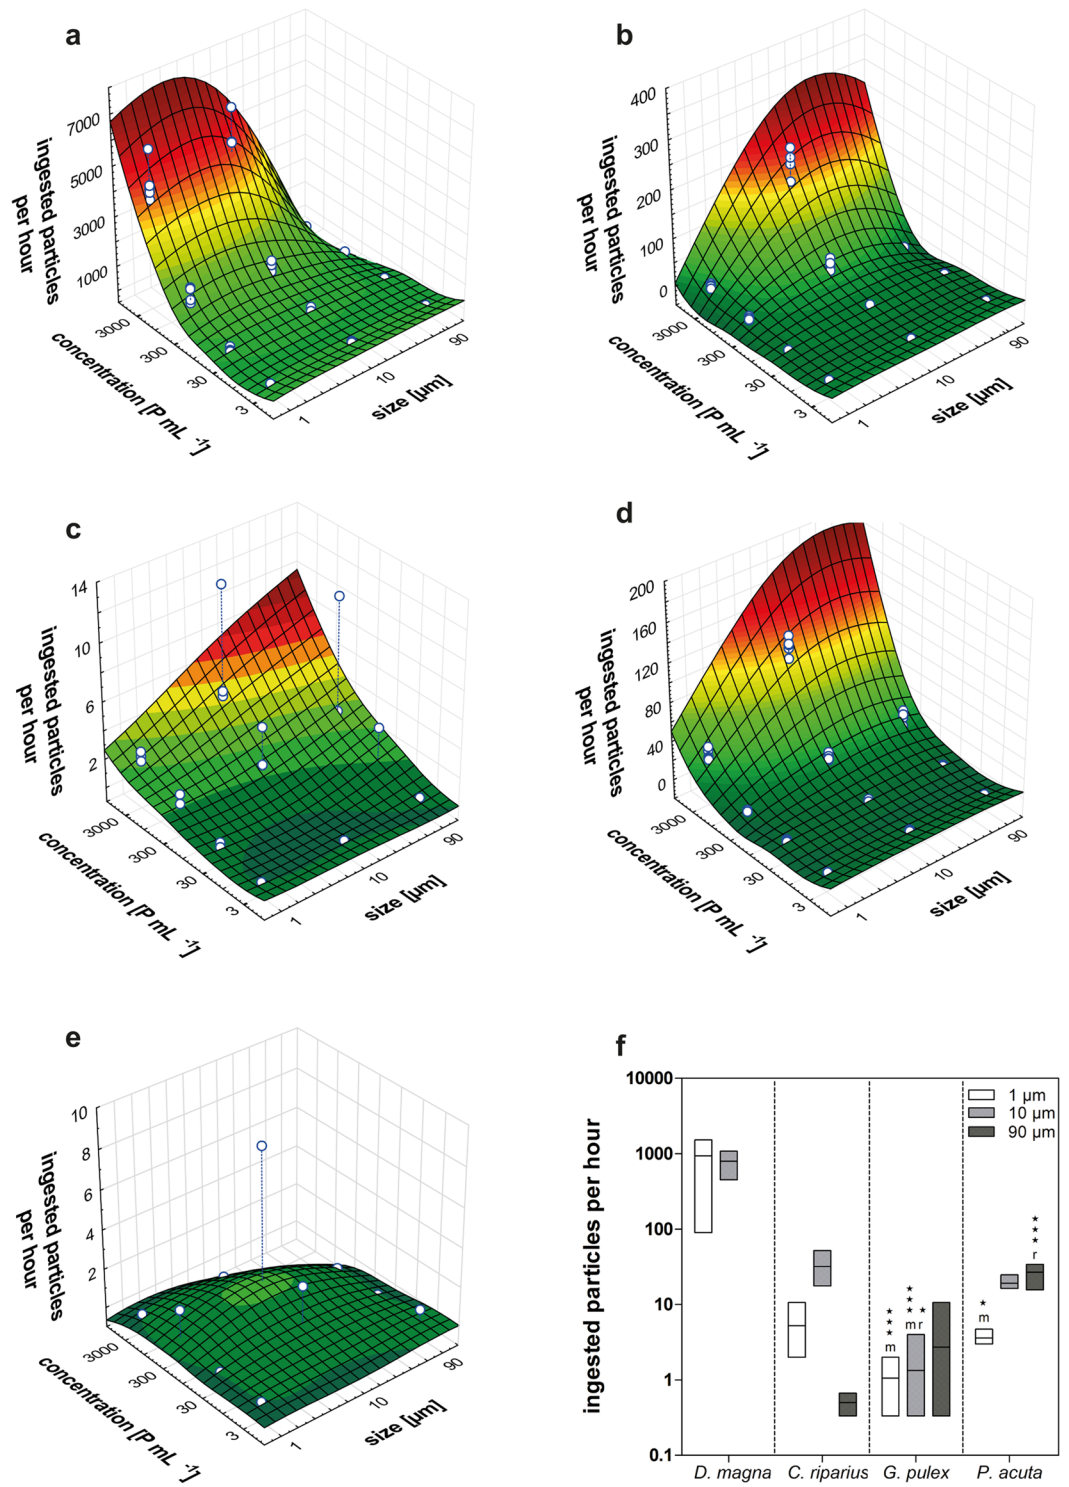 a
7000
5000
3000
1000
ingested particles
per hour
3000
300
30
3
concentration [P mL -1]
1
10
90
size [µm]
b
400
300
200
100
0
ingested particles
per hour
3000
300
30
3
concentration [P mL -1]
1
10
90
size [µm]
c
14
10
6
2
ingested particles
per hour
3000
300
30
3
concentration [P mL -1]
1
10
90
size [µm]
d
200
160
120
80
40
0
ingested particles
per hour
3000
300
30
3
concentration [P mL -1]
1
10
90
size [µm]
e
10
8
6
4
2
ingested particles
per hour
3000
300
30
3
concentration [P mL -1]
1
10
90
size [µm]
f
10000
1000
100
10
1
0.1
ingested particles per hour
1 µm
10 µm
90 µm
★
★
★
m
★
★
★ ★
m r
★
m
★
★
★
r
D. magna
C. riparius
G. pulex
P. acuta